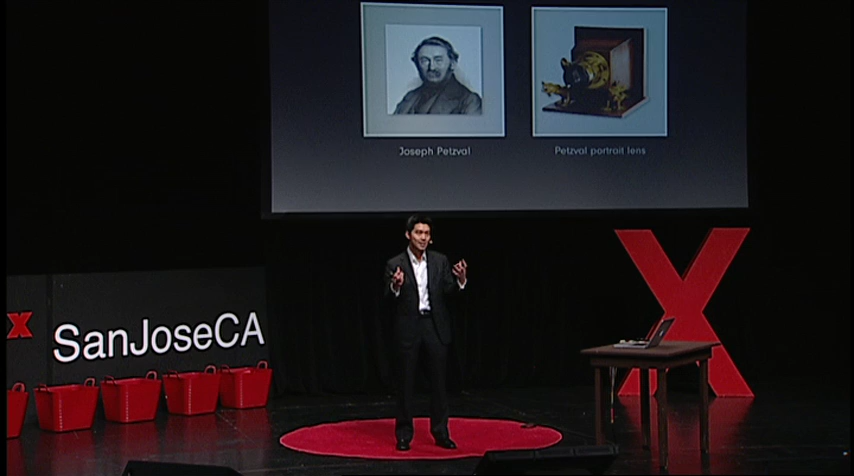 Joseph Petzval
Petzval portrait lens
x
SanJoseCA
X